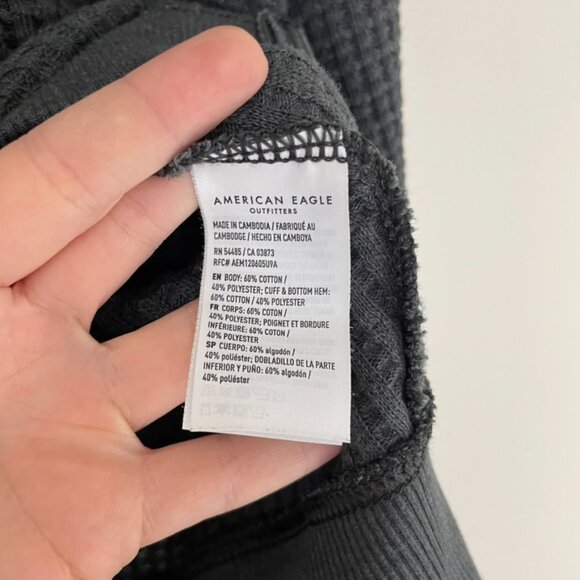 AMERICAN EAGLE
OUTFITTERS
MADE IN CAMBODIA / FABRIQUÉ AU
CAMBODGE / HECHO EN CAMBOYA
RN 54485 / CA 03873
RFC# AEM120605U9A
EN BODY: 60% COTTON /
40% POLYESTER; CUFF & BOTTOM HEM:
60% COTTON / 40% POLYESTER
FR CORPS: 60% COTON /
40% POLYESTER; POIGNET ET BORDURE
INFÉRIEURE: 60% COTON /
40% POLYESTER
SP CUERPO: 60% algodón /
40% poliéster; DOBLADILLO DE LA PARTE
INFERIOR Y PUÑO: 60% algodón /
40% poliéster